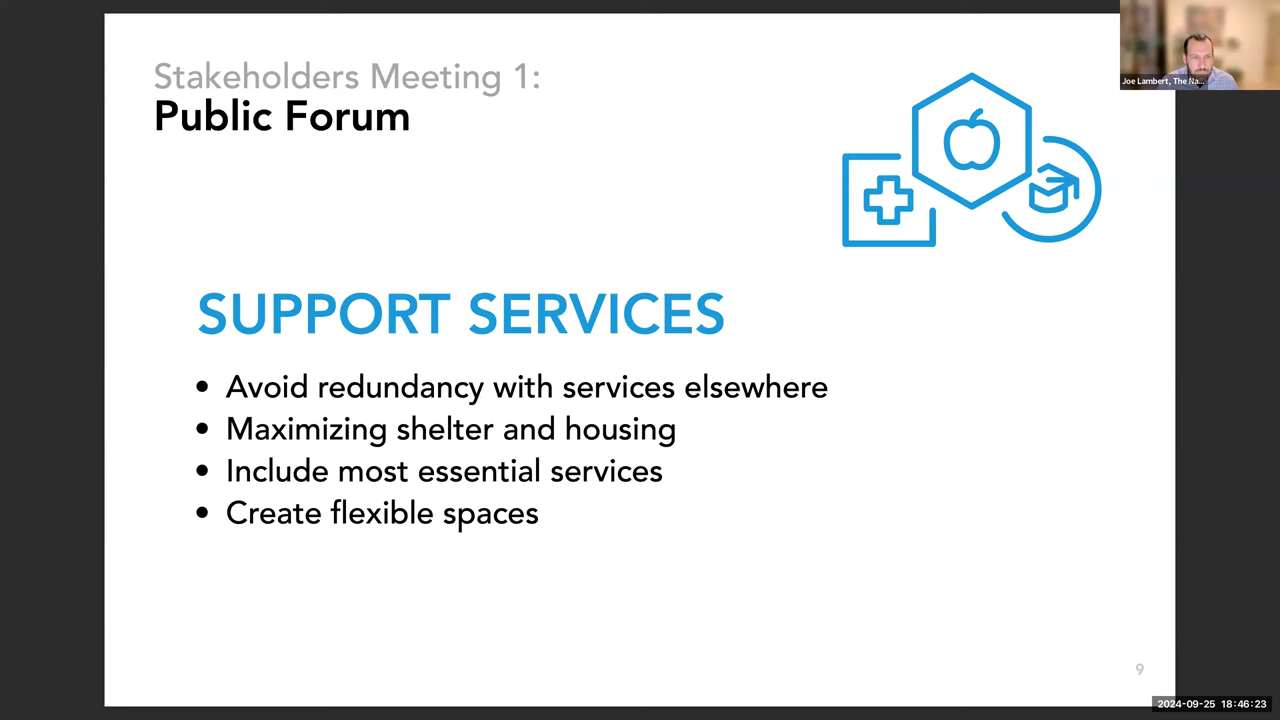 Stakeholders Meeting 1:
Public Forum
Joe Lambert, The Na...
SUPPORT SERVICES
• Avoid redundancy with services elsewhere
• Maximizing shelter and housing
• Include most essential services
• Create flexible spaces
9
2024-09-25 18:46:23